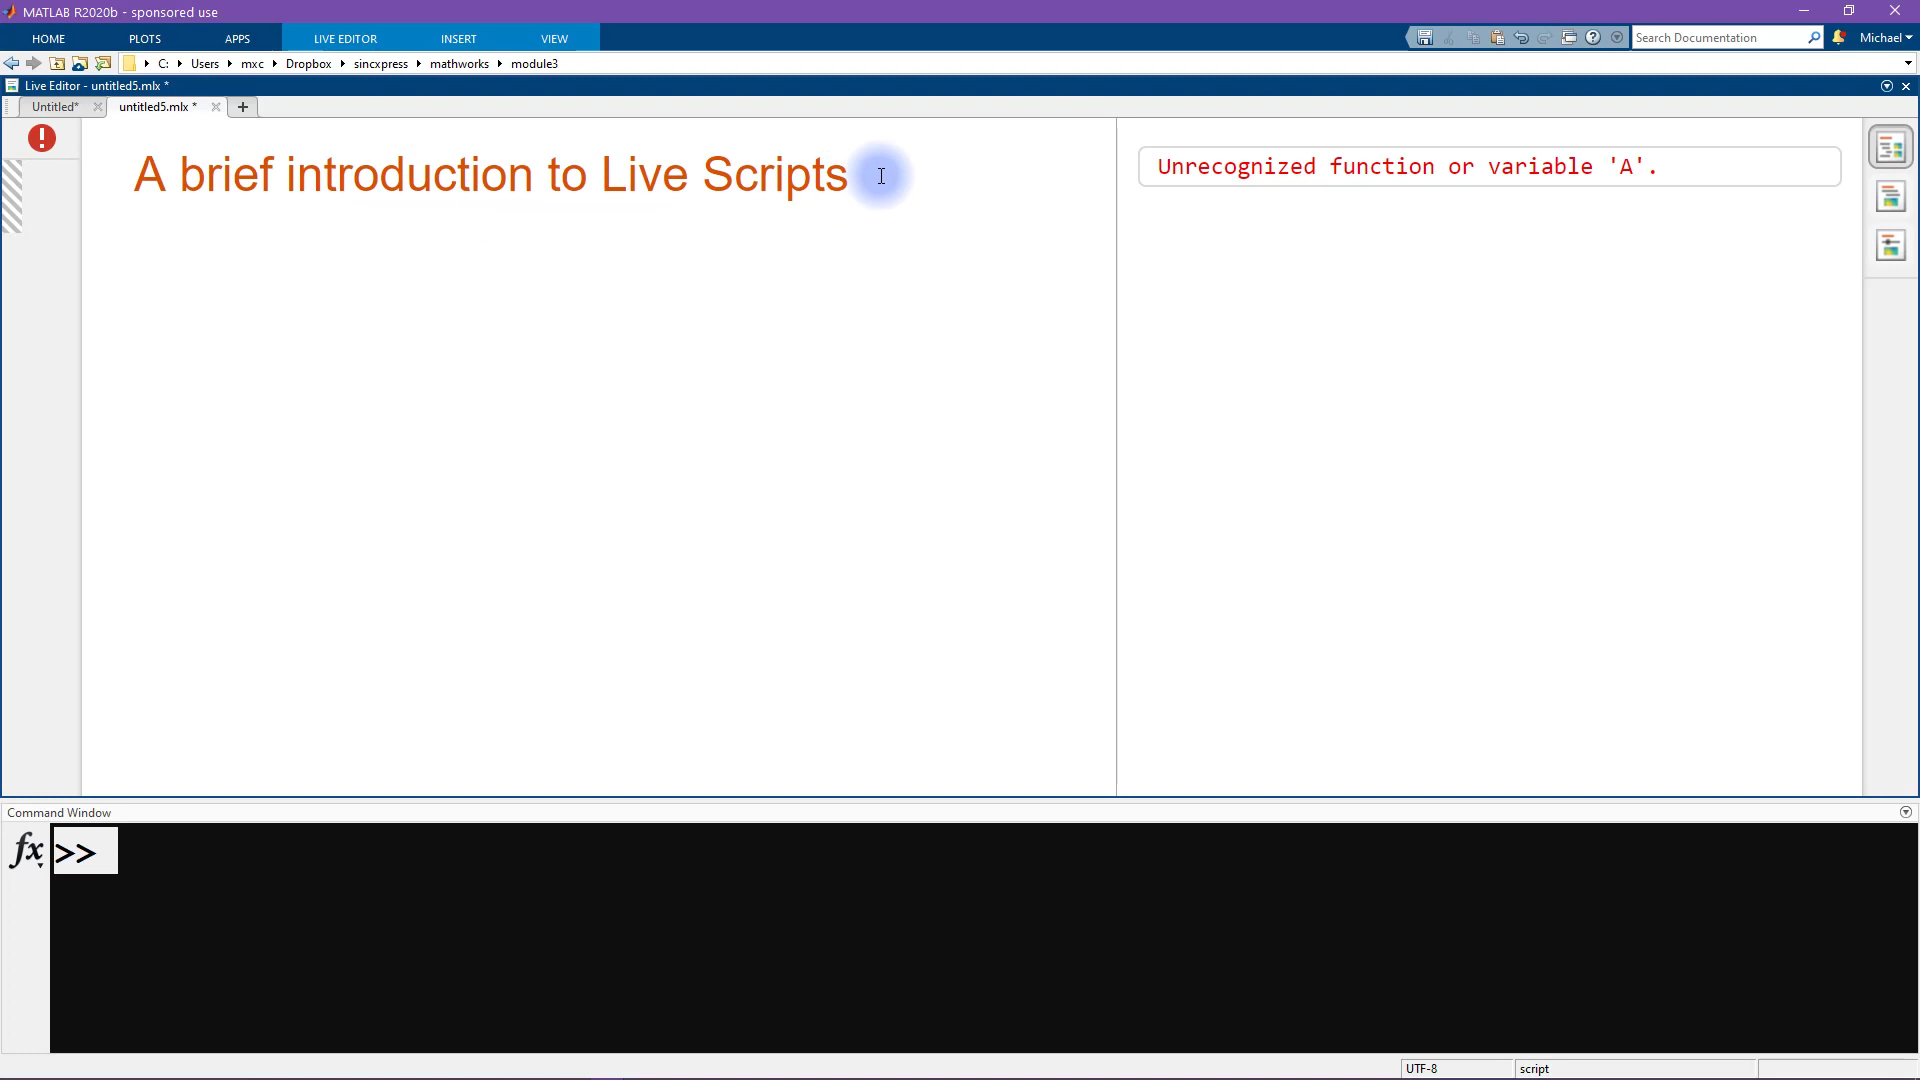 MATLAB R2020b - sponsored use
HOME PLOTS APPS LIVE EDITOR INSERT VIEW Search Documentation Michael
C: Users mxc Dropbox sincxpress mathworks module3
Live Editor - untitled5.mlx *
Untitled* untitled5.mlx *
A brief introduction to Live Scripts
Unrecognized function or variable 'A'.
Command Window
fx >>
UTF-8 script